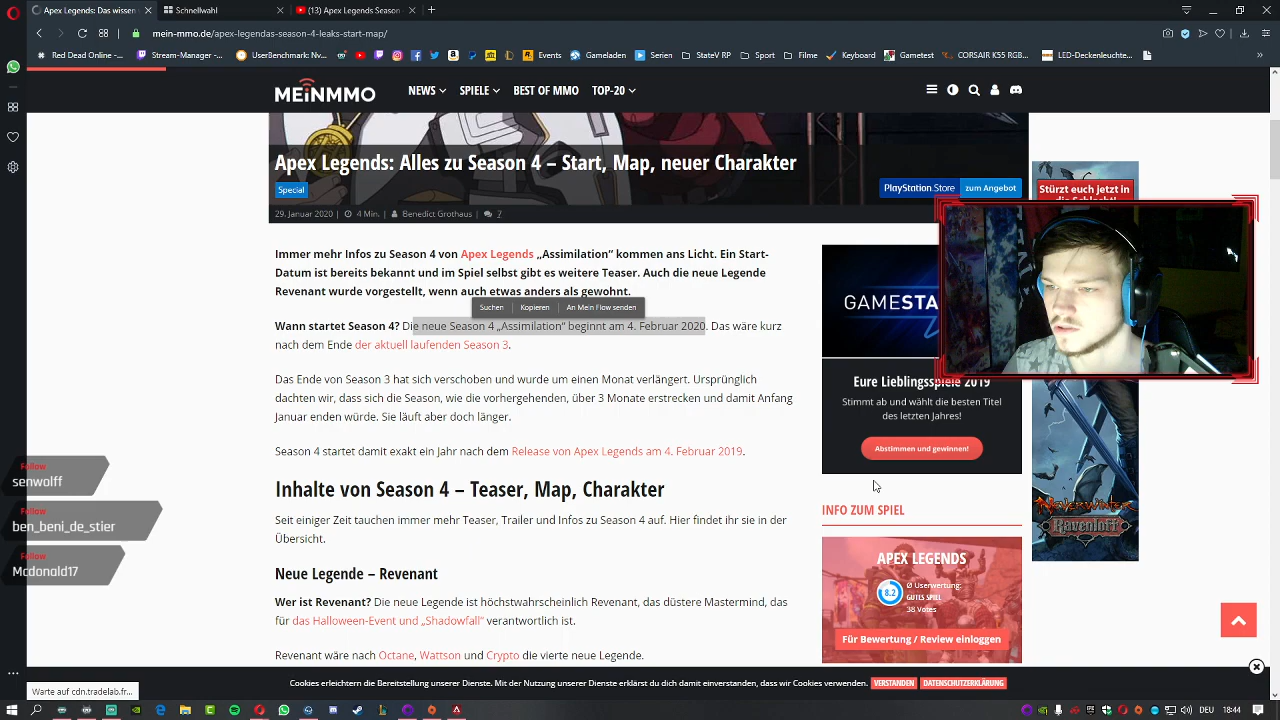 Apex Legends: Das wissen
Schnellwahl
(13) Apex Legends Season -
mein-mmo.de/apex-legendas-season-4-leaks-start-map/
Red Dead Online -...
Stream-Manager -...
UserBenchmark: Nv...
Events
Gameladen
Serien
StateV RP
Sport
Filme
Keyboard
Gamestest
CORSAIR K55 RGB...
LED-Deckenleuchte...
MEiNMMO
NEWS
SPIELE
BEST OF MMO
TOP-20
Apex Legends: Alles zu Season 4 – Start, Map, neuer Charakter
Special
PlayStation Store zum Angebot
29. Januar 2020 | 4 Min. | Benedict Grothaus | 7
Stürzt euch jetzt in
die Schlacht!
Immer mehr Infos zu Season 4 von Apex Legends „Assimilation“ kommen ans Licht. Ein Start-
Datum ist bereits bekannt und im Spiel selbst gibt es weitere Teaser. Auch die neue Legende
Revenant wurde vorgestellt, wenn auch etwas anders als gewohnt.
Suchen
Kopieren
An Mein Flow senden
Wann startet Season 4? Die neue Season 4 „Assimilation“ beginnt am 4. Februar 2020. Das wäre kurz
nach dem Ende der aktuell laufenden Season 3.
GAMESTA
Das Ende von Season 3 hat sich verschoben und wurde um einen Monat verlängert. Ursprünglich
dachten wir, dass sich die Season, wie die vorhergehenden, über 3 Monate erstrecken und damit Anfang
Januar enden würde. Sie läuft aber doch länger.
Eure Lieblingsspiele 2019
Stimmt ab und wählt die besten Titel
des letzten Jahres!
Abstimmen und gewinnen!
Season 4 startet damit exakt ein Jahr nach dem Release von Apex Legends am 4. Februar 2019.
Inhalte von Season 4 – Teaser, Map, Charakter
Seit einiger Zeit tauchen immer mehr Teaser, Trailer und Infos zu Season 4 auf. Hier findet ihr sie in der
Übersicht.
Neue Legende – Revenant
Wer ist Revenant? Die neue Legende ist höchstwahrscheinlich Revenant, das düstere Mastermind, das
für das Halloween-Event und „Shadowfall“ verantwortlich ist.
Revenant wäre nach Octane, Wattson und Crypto die vierte neue Legende.
INFO ZUM SPIEL
APEX LEGENDS
8.2
Ø Userwertung:
GUTES SPIEL
38 Votes
Für Bewertung / Review einloggen
NEVERWINTER
Ravenloft
Follow
senwolff
Follow
ben_beni_de_stier
Follow
Mcdonald17
Cookies erleichtern die Bereitstellung unserer Dienste. Mit der Nutzung unserer Dienste erklärst du dich damit einverstanden, dass wir Cookies verwenden.
VERSTANDEN
DATENSCHUTZERKLÄRUNG
Warte auf cdn.tradelab.fr...
DEU
18:44